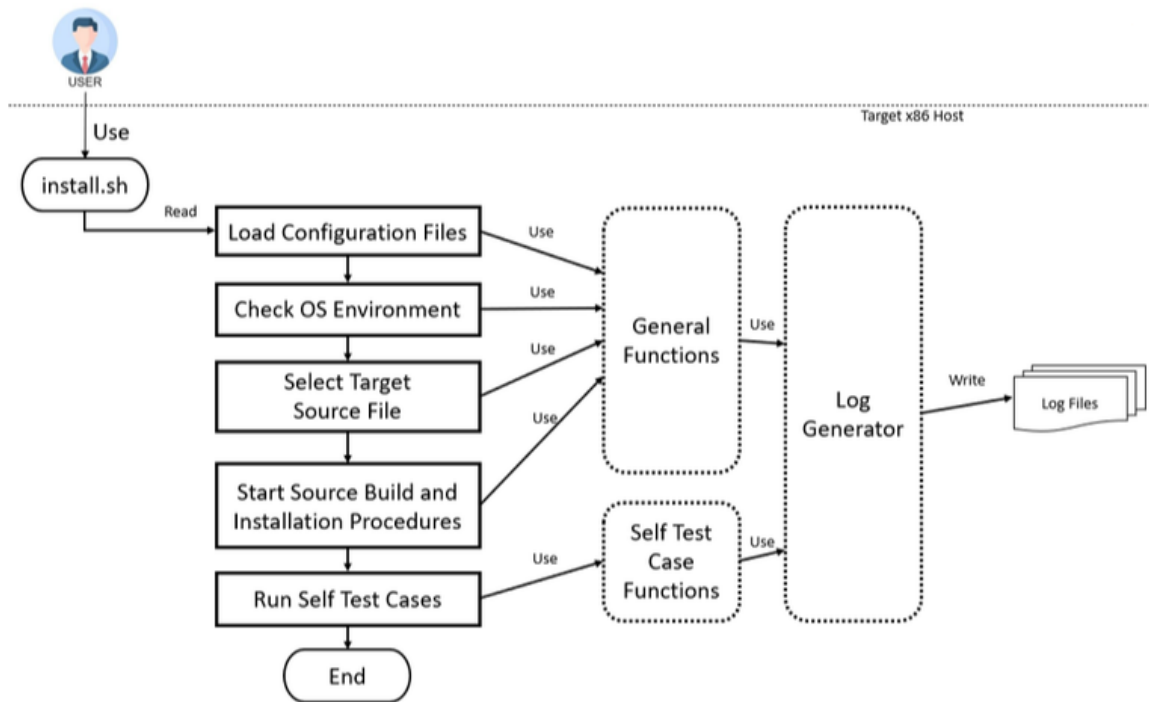 USER
Target x86 Host
Use
install.sh
Read
Load Configuration Files
Use
Check OS Environment
Use
Select Target
Source File
Use
Start Source Build and
Installation Procedures
Use
Run Self Test Cases
Use
End
General
Functions
Use
Self Test
Case
Functions
Use
Log
Generator
Write
Log Files